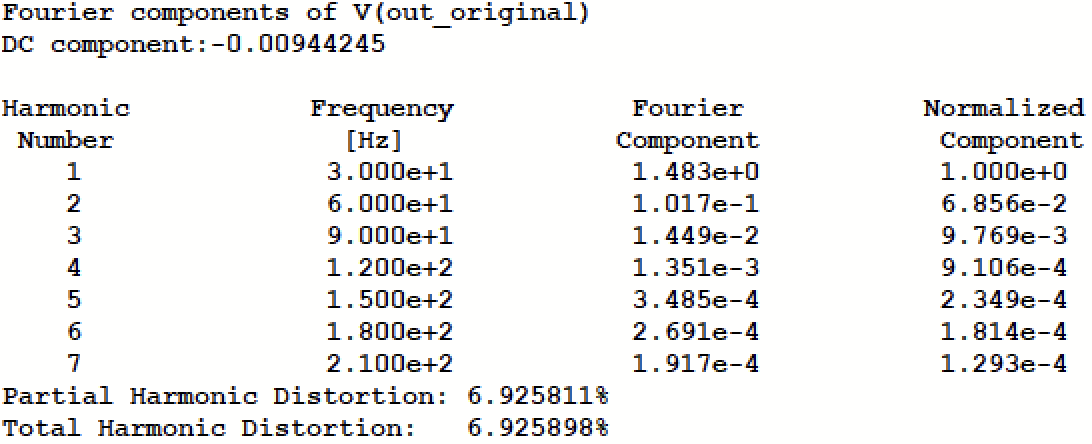 Fourier components of V(out_original)
DC component:-0.00944245
Harmonic Frequency Fourier Normalized
Number [Hz] Component Component
1 3.000e+1 1.483e+0 1.000e+0
2 6.000e+1 1.017e-1 6.856e-2
3 9.000e+1 1.449e-2 9.769e-3
4 1.200e+2 1.351e-3 9.106e-4
5 1.500e+2 3.485e-4 2.349e-4
6 1.800e+2 2.691e-4 1.814e-4
7 2.100e+2 1.917e-4 1.293e-4
Partial Harmonic Distortion: 6.925811%
Total Harmonic Distortion: 6.925898%